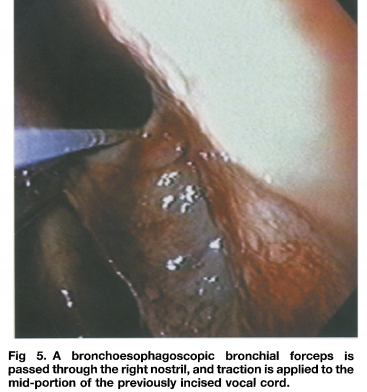 Fig 5. A bronchoesophagoscopic bronchial forceps is
passed through the right nostril, and traction is applied to the
mid-portion of the previously incised vocal cord.